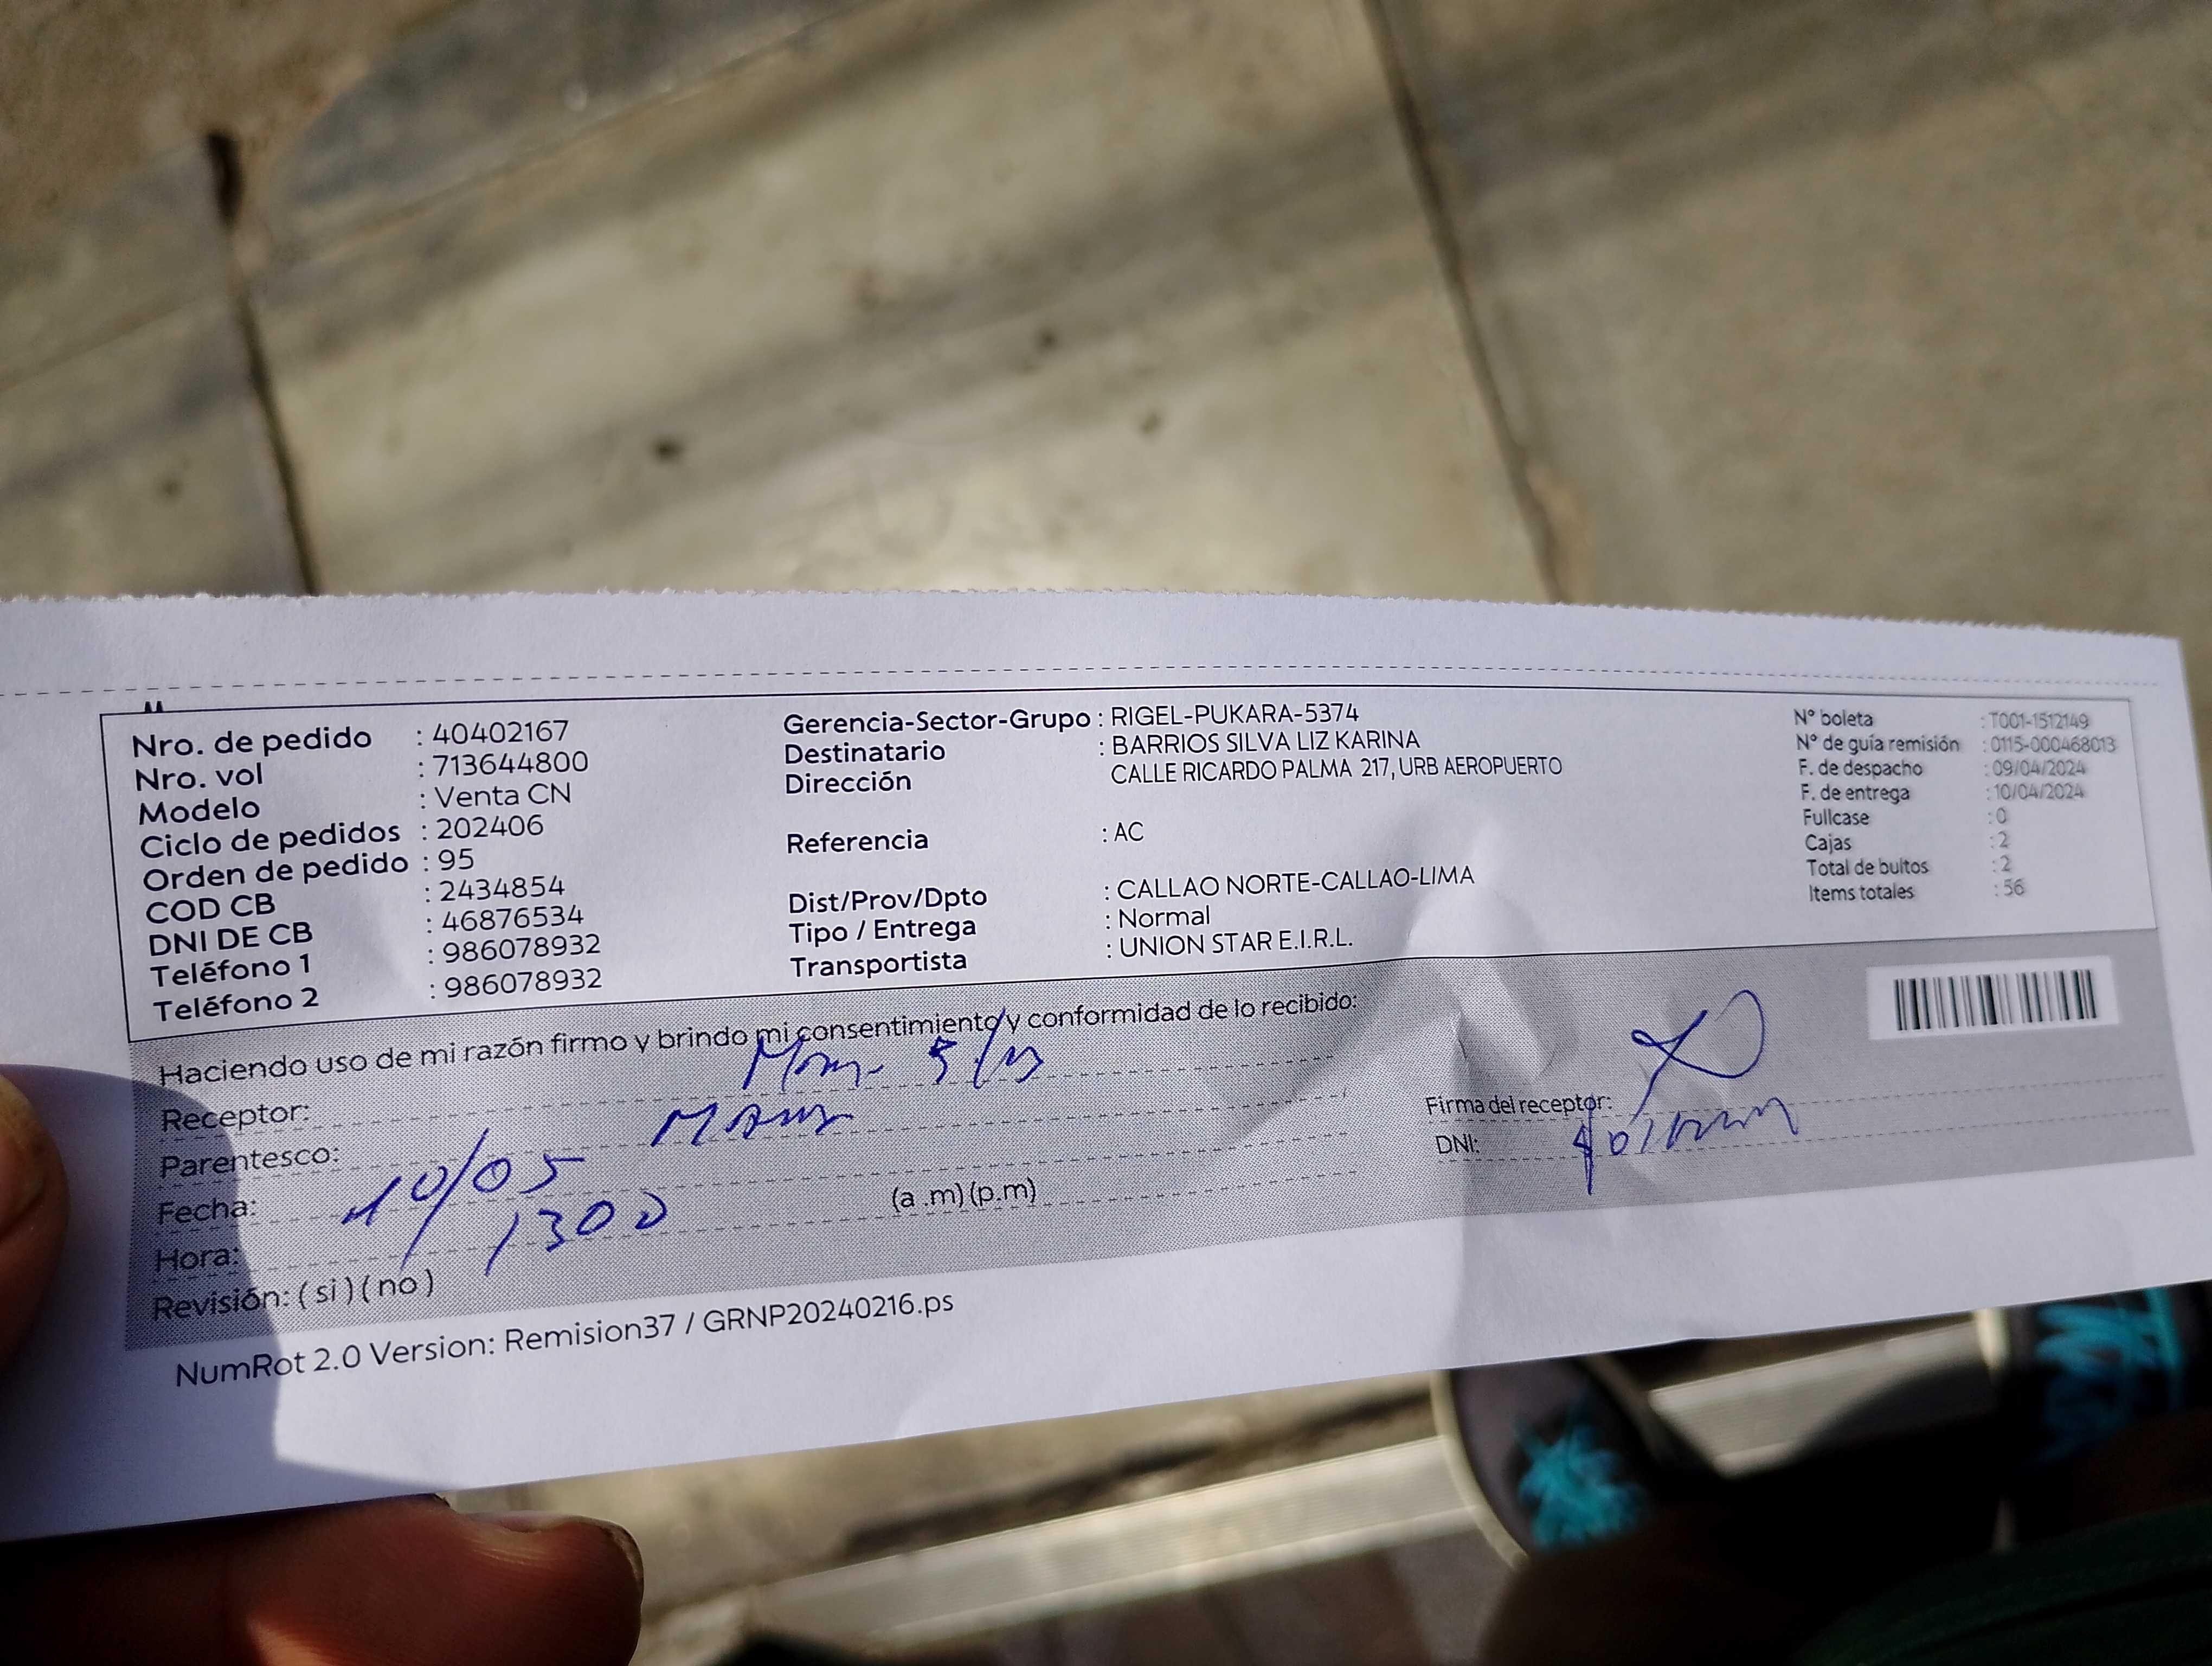 Nro. de pedido : 40402167
Nro. vol : 713644800
Modelo : Venta CN
Ciclo de pedidos : 202406
Orden de pedido : 95
COD CB : 2434854
DNI DE CB : 46876534
Teléfono 1 : 986078932
Teléfono 2 : 986078932
Gerencia-Sector-Grupo : RIGEL-PUKARA-5374
Destinatario : BARRIOS SILVA LIZ KARINA
Dirección CALLE RICARDO PALMA 217, URB AEROPUERTO
Referencia : AC
Dist/Prov/Dpto : CALLAO NORTE-CALLAO-LIMA
Tipo / Entrega : Normal
Transportista : UNION STAR E.I.R.L.
N° boleta : T001-1512149
N° de guía remisión : 0115-000468013
F. de despacho : 09/04/2024
F. de entrega : 10/04/2024
Fullcase : 0
Cajas : 2
Total de bultos : 2
Items totales : 56
Haciendo uso de mi razón firmo y brindo mi consentimiento y conformidad de lo recibido:
Receptor:
Parentesco:
Fecha: 10/05
Hora: 1300 (a .m) (p.m)
Revisión: ( si ) ( no )
Firma del receptor:
DNI:
NumRot 2.0 Version: Remision37 / GRNP20240216.ps